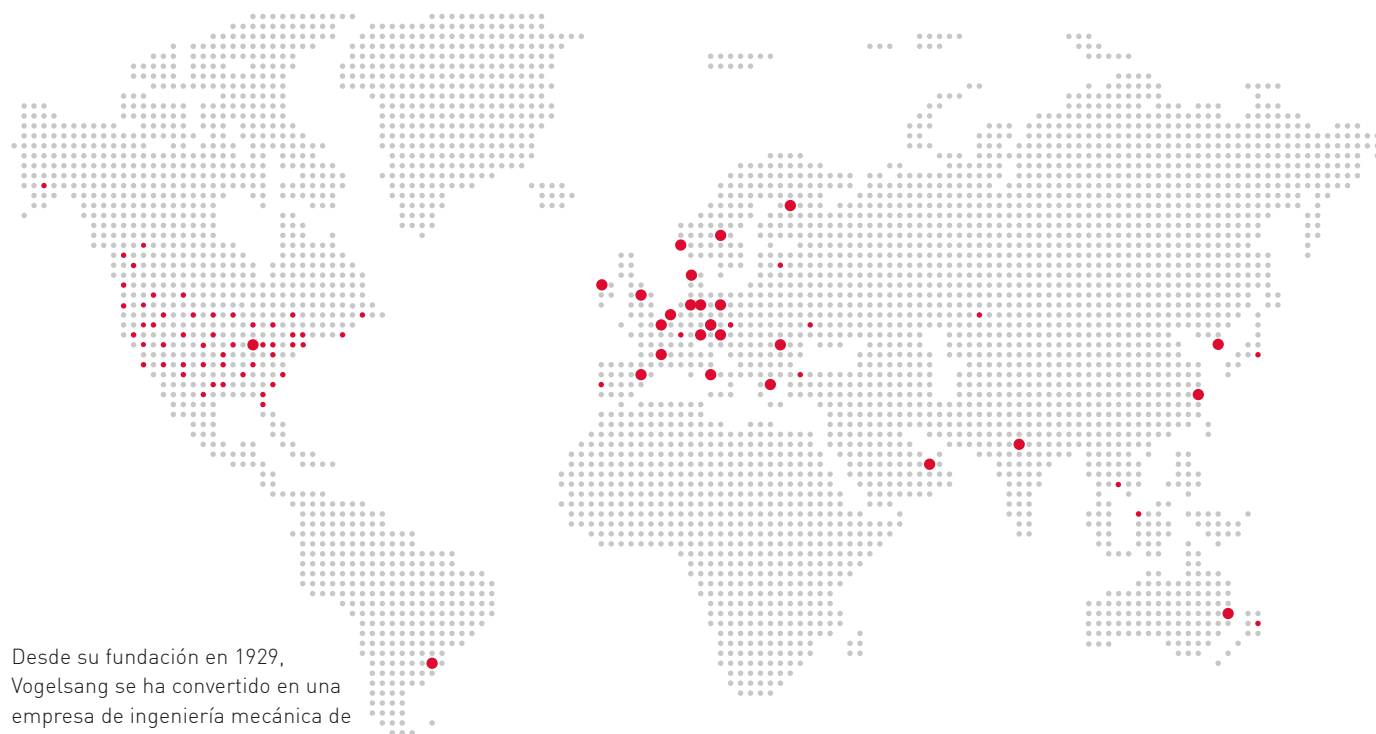 Desde su fundación en 1929,
Vogelsang se ha convertido en una
empresa de ingeniería mecánica de